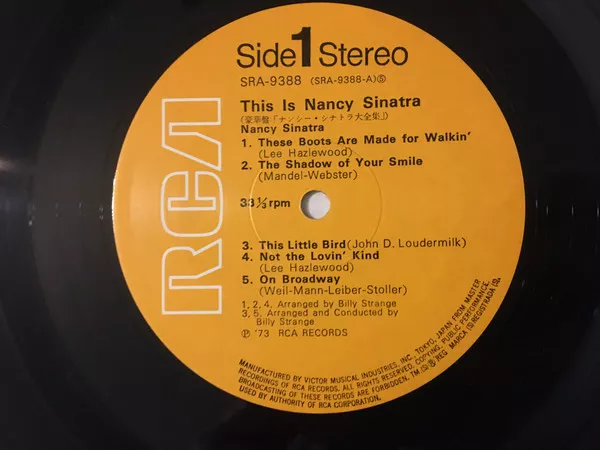 RCA
Side 1 Stereo
SRA-9388 (SRA-9388-A)Ⓢ
This Is Nancy Sinatra
(豪華盤「ナンシー・シナトラ大全集」)
Nancy Sinatra
1. These Boots Are Made for Walkin'
(Lee Hazlewood)
2. The Shadow of Your Smile
(Mandel-Webster)
33⅓rpm
3. This Little Bird (John D. Loudermilk)
4. Not the Lovin' Kind
(Lee Hazlewood)
5. On Broadway
(Weil-Mann-Leiber-Stoller)
1, 2, 4. Arranged by Billy Strange
3, 5. Arranged and Conducted by
Billy Strange
Ⓟ '73 RCA RECORDS
MANUFACTURED BY VICTOR MUSICAL INDUSTRIES, INC. TOKYO, JAPAN FROM MASTER
RECORDINGS OF RCA RECORDS. ALL RIGHTS RESERVED. COPYING, PUBLIC PERFORMANCE,
BROADCASTING OF THESE RECORDS ARE FORBIDDEN. TM(S)® REG. MARCA(S) REGISTRADA(S).
USED BY AUTHORITY OF RCA CORPORATION.